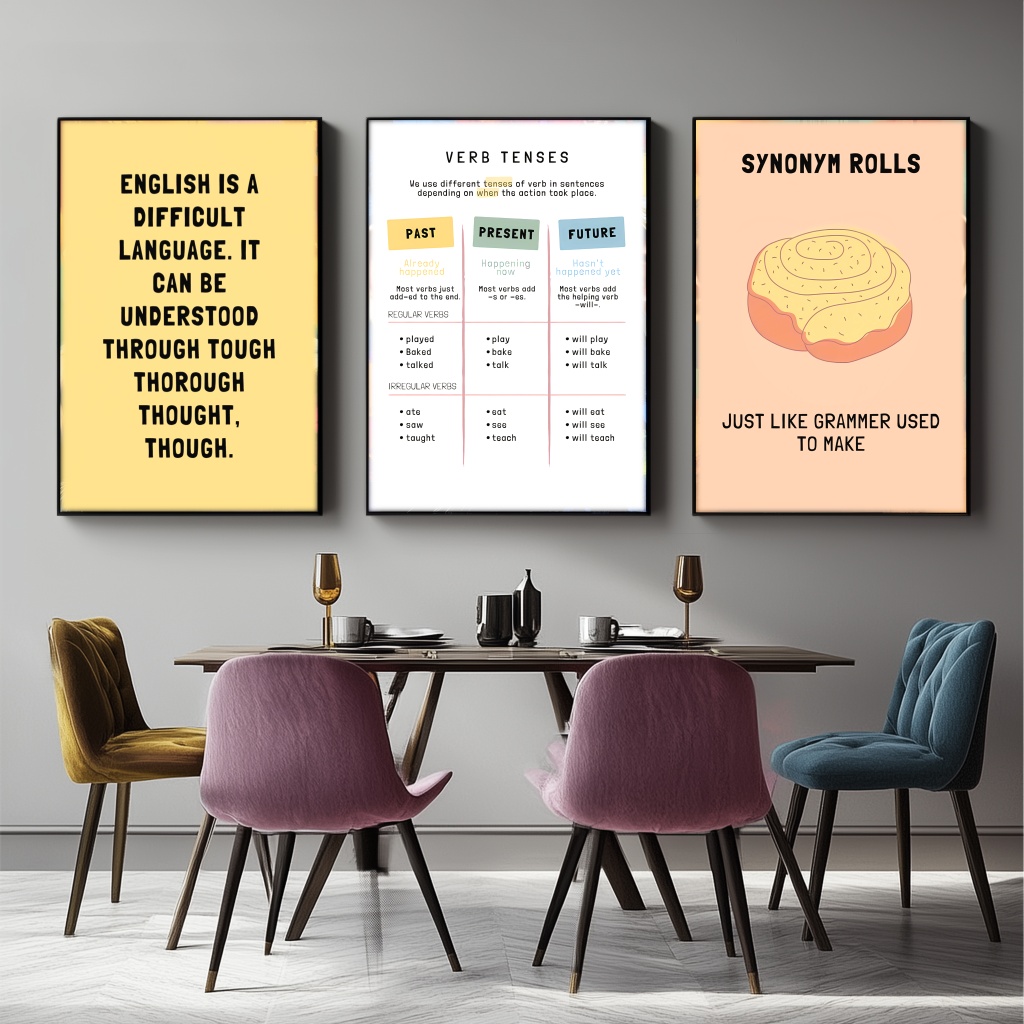 ENGLISH IS A
DIFFICULT
LANGUAGE. IT
CAN BE
UNDERSTOOD
THROUGH TOUGH
THOROUGH
THOUGHT,
THOUGH.
VERB TENSES
We use different tenses of verb in sentences
depending on when the action took place.
PAST
Already
happened
Most verbs just
add-ed to the end.
PRESENT
Happening
now
Most verbs add
-s or -es.
FUTURE
Hasn't
happened yet
Most verbs add
the helping verb
-will-.
REGULAR VERBS
• played
• Baked
• talked
• play
• bake
• talk
• will play
• will bake
• will talk
IRREGULAR VERBS
• ate
• saw
• taught
• eat
• see
• teach
• will eat
• will see
• will teach
SYNONYM ROLLS
JUST LIKE GRAMMER USED
TO MAKE